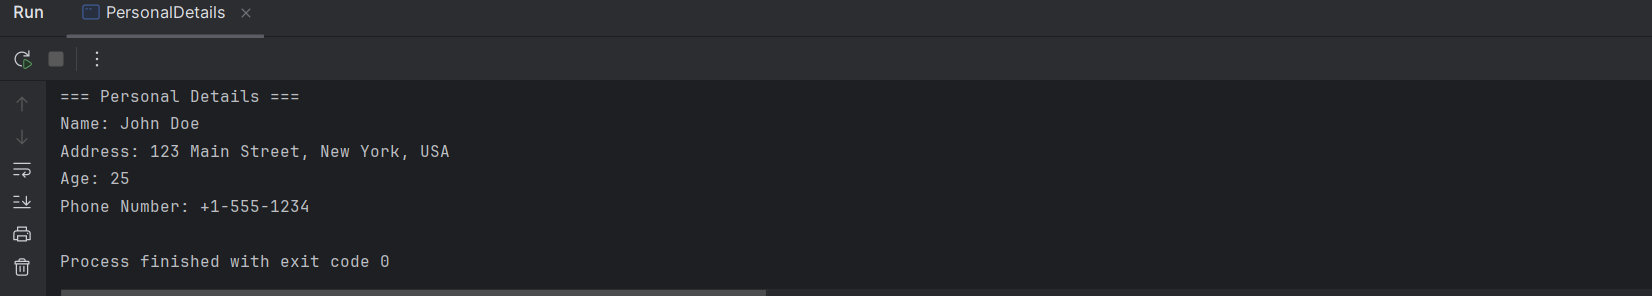 Run PersonalDetails
=== Personal Details ===
Name: John Doe
Address: 123 Main Street, New York, USA
Age: 25
Phone Number: +1-555-1234
Process finished with exit code 0